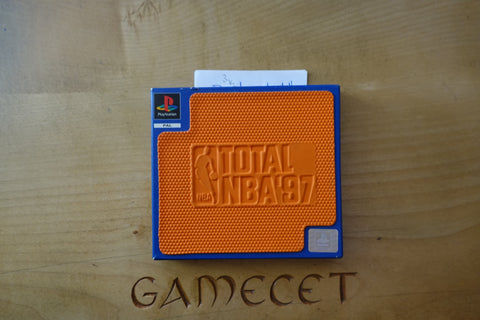 PlayStation
PAL
TOTAL
NBA'97
NBA
GAMECET